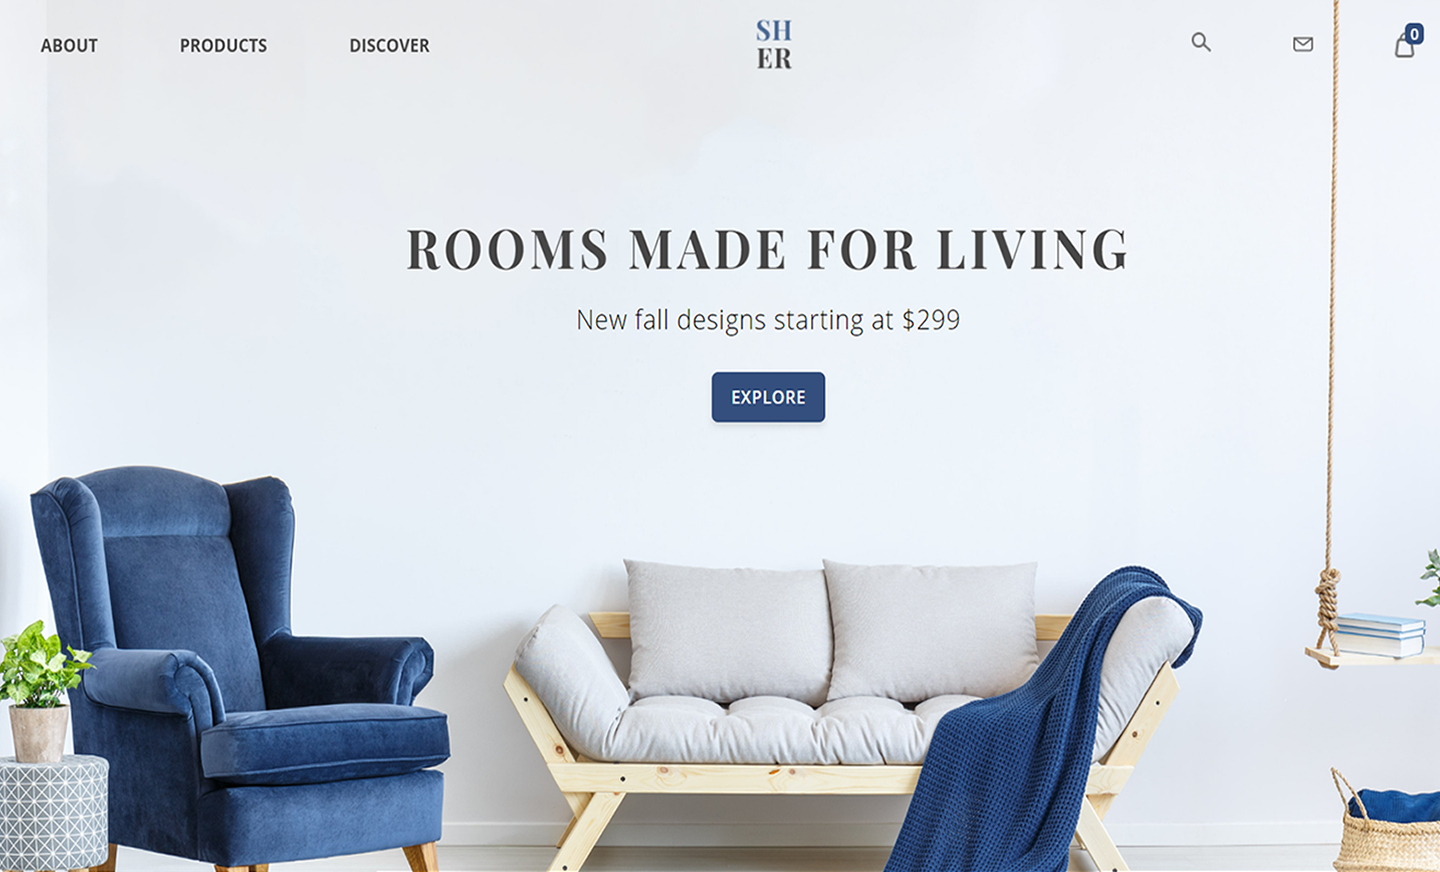 ABOUT
PRODUCTS
DISCOVER
SH
ER
0
ROOMS MADE FOR LIVING
New fall designs starting at $299
EXPLORE